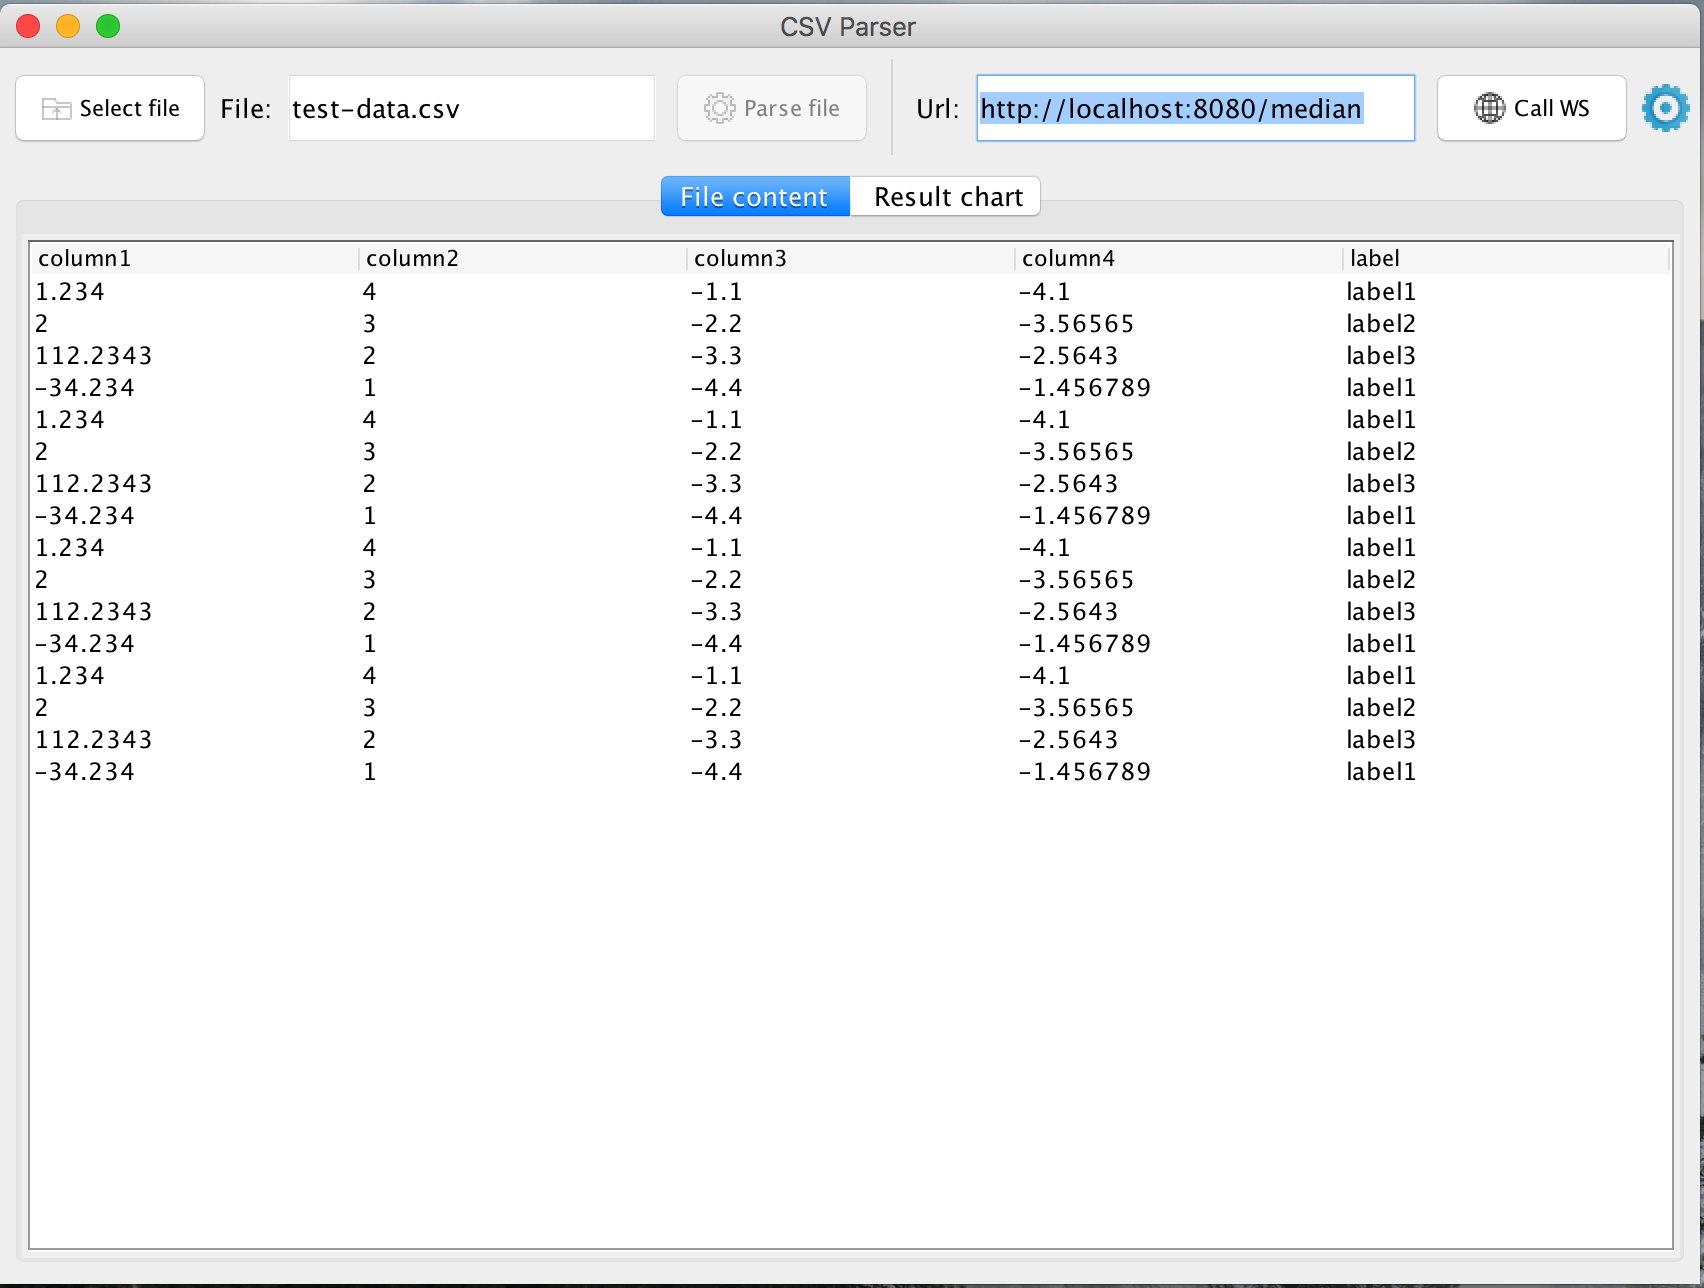 CSV Parser
Select file File: test-data.csv Parse file Url: http://localhost:8080/median Call WS
File content Result chart
column1 column2 column3 column4 label
1.234 4 -1.1 -4.1 label1
2 3 -2.2 -3.56565 label2
112.2343 2 -3.3 -2.5643 label3
-34.234 1 -4.4 -1.456789 label1
1.234 4 -1.1 -4.1 label1
2 3 -2.2 -3.56565 label2
112.2343 2 -3.3 -2.5643 label3
-34.234 1 -4.4 -1.456789 label1
1.234 4 -1.1 -4.1 label1
2 3 -2.2 -3.56565 label2
112.2343 2 -3.3 -2.5643 label3
-34.234 1 -4.4 -1.456789 label1
1.234 4 -1.1 -4.1 label1
2 3 -2.2 -3.56565 label2
112.2343 2 -3.3 -2.5643 label3
-34.234 1 -4.4 -1.456789 label1